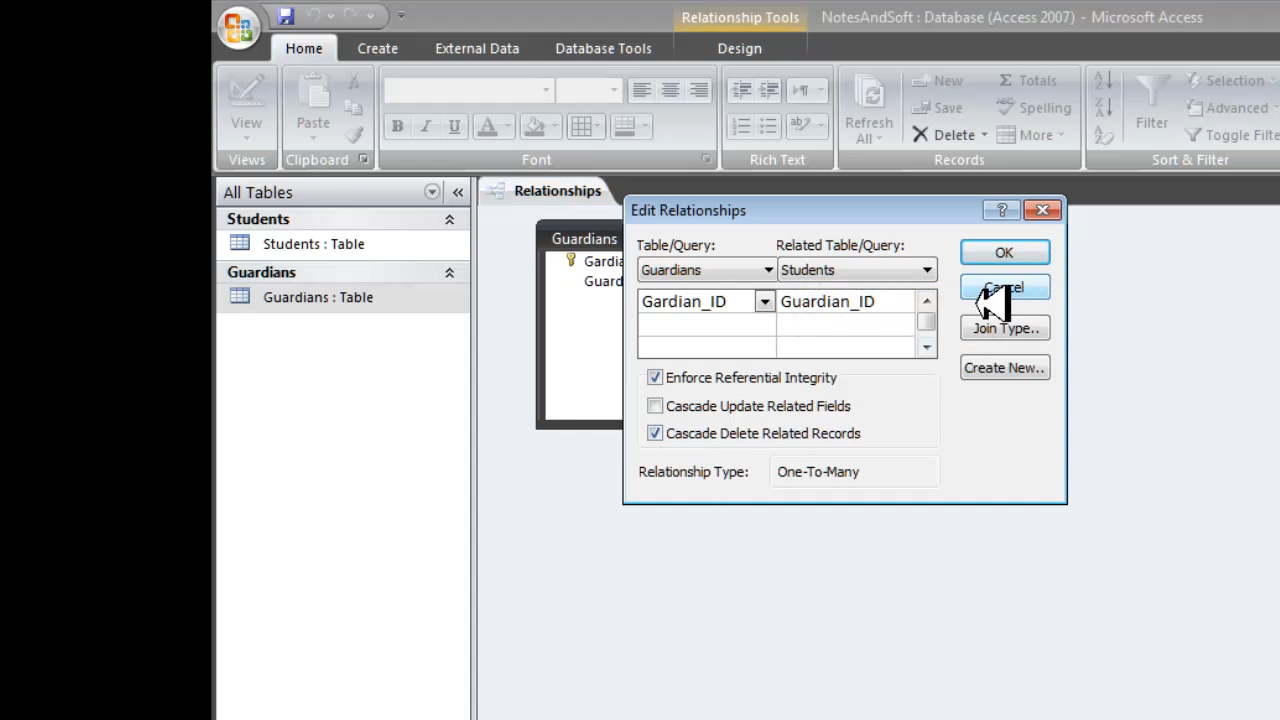 Relationship Tools
NotesAndSoft : Database (Access 2007) - Microsoft Access
Home
Create
External Data
Database Tools
Design
View
Views
Paste
Clipboard
B I U A
Font
Rich Text
Refresh All
New
Save
Delete
Totals
Spelling
More
Records
Filter
Selection
Advanced
Toggle Filte
Sort & Filter
All Tables
Students
Students : Table
Guardians
Guardians : Table
Relationships
Guardians
Gardia
Guard
Edit Relationships
Table/Query:
Related Table/Query:
Guardians
Students
Gardian_ID
Guardian_ID
Enforce Referential Integrity
Cascade Update Related Fields
Cascade Delete Related Records
Relationship Type:
One-To-Many
OK
Cancel
Join Type..
Create New..